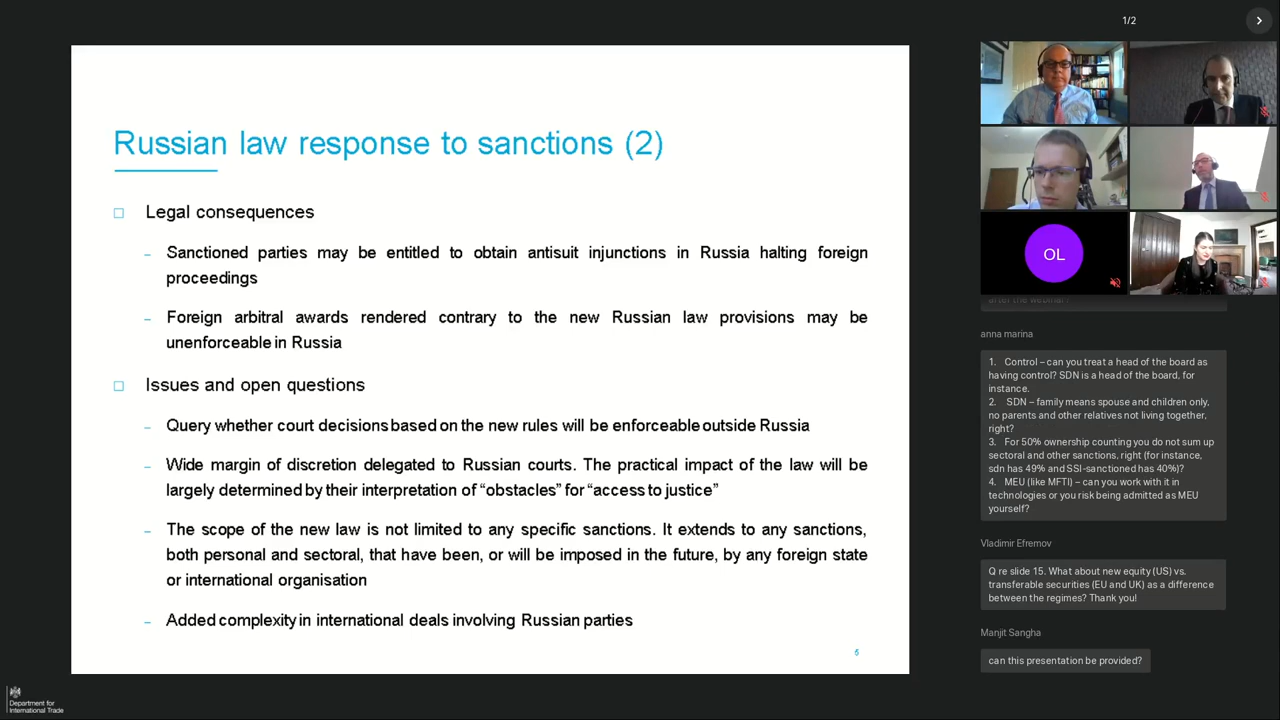 1/2
Russian law response to sanctions (2)
Legal consequences
– Sanctioned parties may be entitled to obtain antisuit injunctions in Russia halting foreign
proceedings
– Foreign arbitral awards rendered contrary to the new Russian law provisions may be
unenforceable in Russia
Issues and open questions
– Query whether court decisions based on the new rules will be enforceable outside Russia
– Wide margin of discretion delegated to Russian courts. The practical impact of the law will be
largely determined by their interpretation of “obstacles” for “access to justice”
– The scope of the new law is not limited to any specific sanctions. It extends to any sanctions,
both personal and sectoral, that have been, or will be imposed in the future, by any foreign state
or international organisation
– Added complexity in international deals involving Russian parties
6
Department for
International Trade
OL
after the webinar?
anna marina
1. Control – can you treat a head of the board as
having control? SDN is a head of the board, for
instance.
2. SDN – family means spouse and children only,
no parents and other relatives not living together,
right?
3. For 50% ownership counting you do not sum up
sectoral and other sanctions, right (for instance,
sdn has 49% and SSI-sanctioned has 40%)?
4. MEU (like MFTI) – can you work with it in
technologies or you risk being admitted as MEU
yourself?
Vladimir Efremov
Q re slide 15. What about new equity (US) vs.
transferable securities (EU and UK) as a difference
between the regimes? Thank you!
Manjit Sangha
can this presentation be provided?